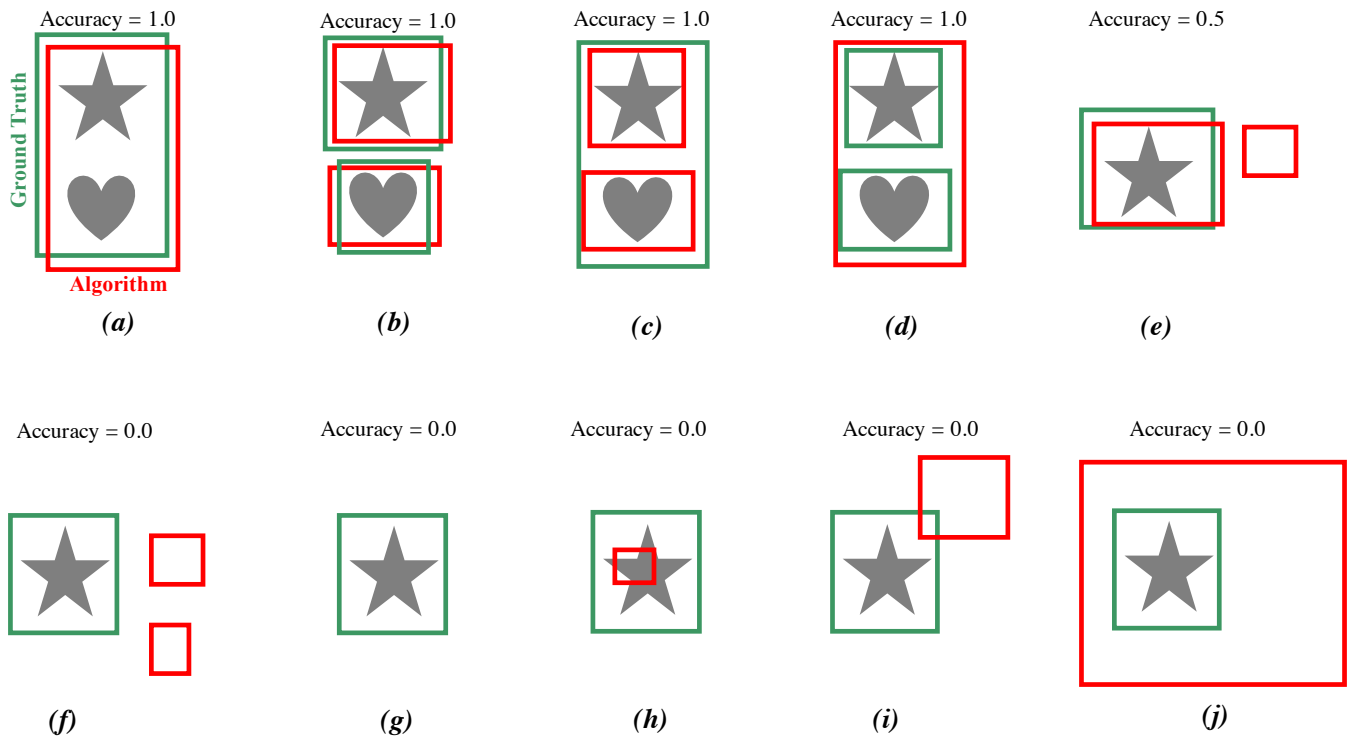 Accuracy = 1.0
Accuracy = 1.0
Accuracy = 1.0
Accuracy = 1.0
Accuracy = 0.5
Ground Truth
Algorithm
(a)
(b)
(c)
(d)
(e)
Accuracy = 0.0
Accuracy = 0.0
Accuracy = 0.0
Accuracy = 0.0
Accuracy = 0.0
(f)
(g)
(h)
(i)
(j)